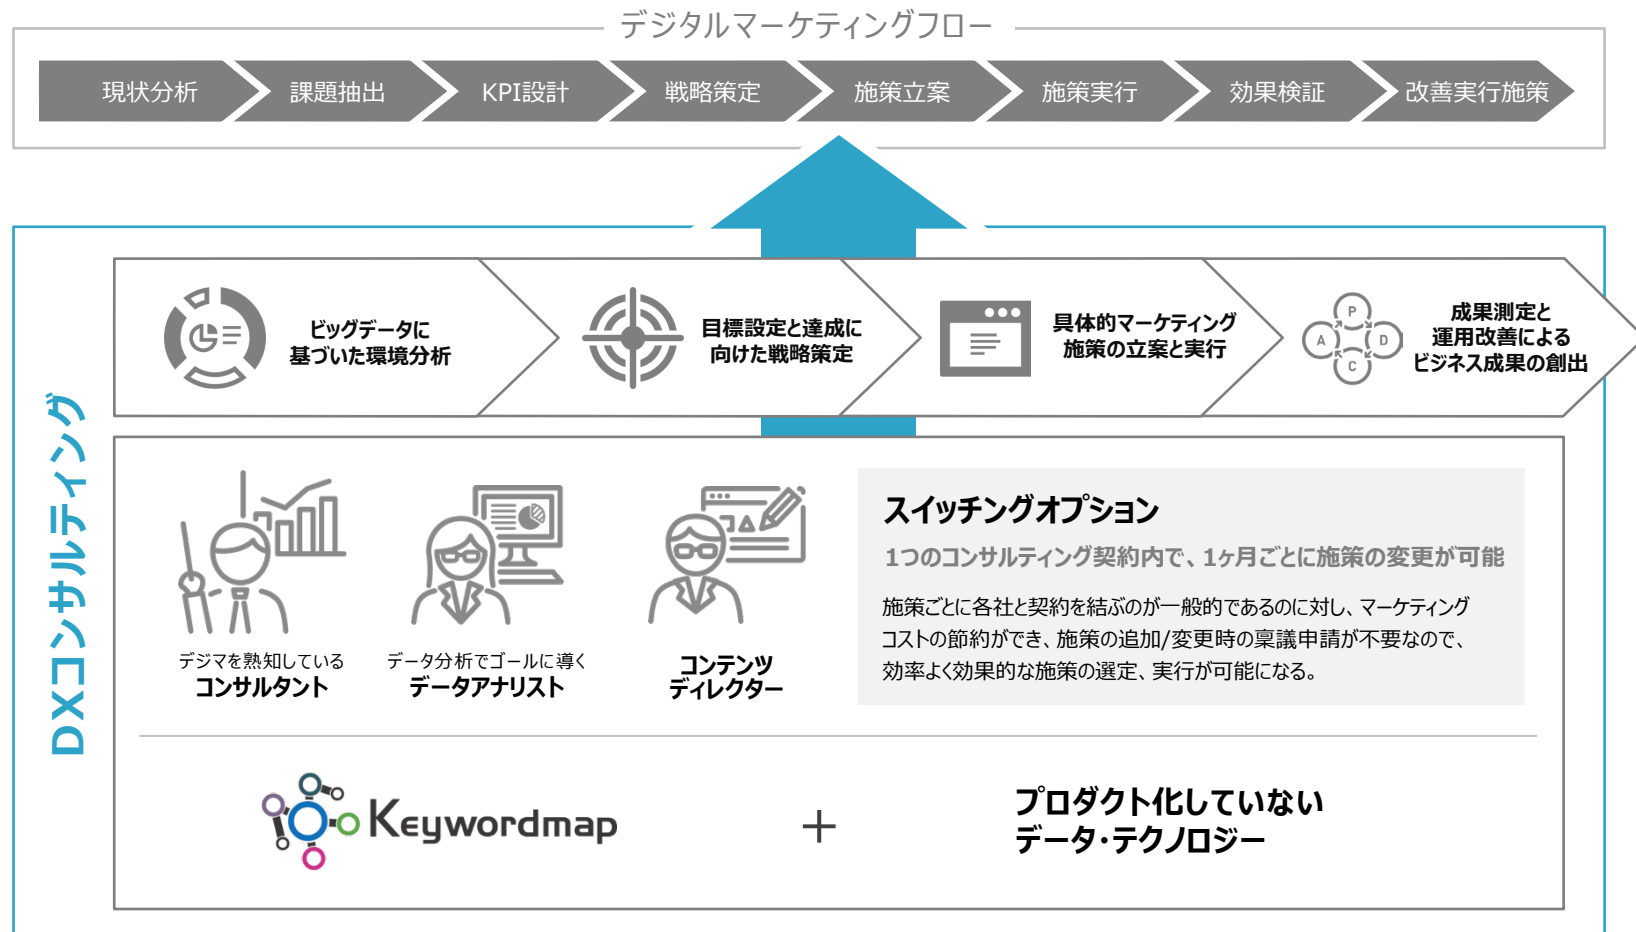 デジタルマーケティングフロー
現状分析
課題抽出
KPI設計
戦略策定
施策立案
施策実行
効果検証
改善実行施策
DXコンサルティング
ビッグデータに
基づいた環境分析
目標設定と達成に
向けた戦略策定
具体的マーケティング
施策の立案と実行
P
A
D
C
成果測定と
運用改善による
ビジネス成果の創出
デジマを熟知している
コンサルタント
データ分析でゴールに導く
データアナリスト
コンテンツ
ディレクター
スイッチングオプション
1つのコンサルティング契約内で、1ヶ月ごとに施策の変更が可能
施策ごとに各社と契約を結ぶのが一般的であるのに対し、マーケティング
コストの節約ができ、施策の追加/変更時の稟議申請が不要なので、
効率よく効果的な施策の選定、実行が可能になる。
Keywordmap
+
プロダクト化していない
データ・テクノロジー